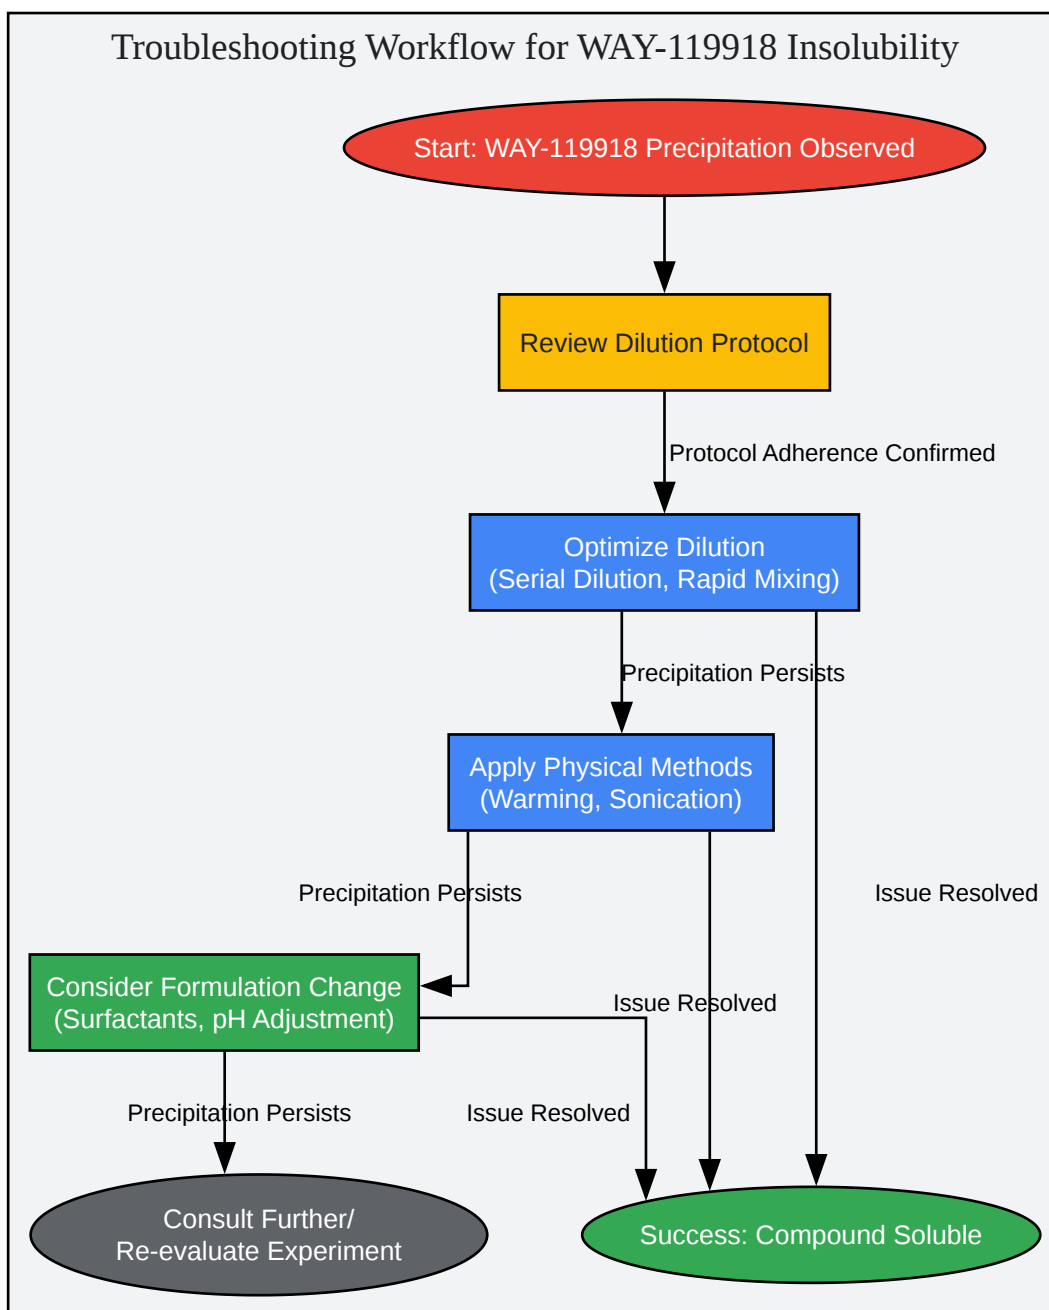 Troubleshooting Workflow for WAY-119918 Insolubility
Start: WAY-119918 Precipitation Observed
Review Dilution Protocol
Protocol Adherence Confirmed
Optimize Dilution
(Serial Dilution, Rapid Mixing)
Precipitation Persists
Apply Physical Methods
(Warming, Sonication)
Precipitation Persists
Issue Resolved
Consider Formulation Change
(Surfactants, pH Adjustment)
Issue Resolved
Precipitation Persists
Issue Resolved
Consult Further/
Re-evaluate Experiment
Success: Compound Soluble